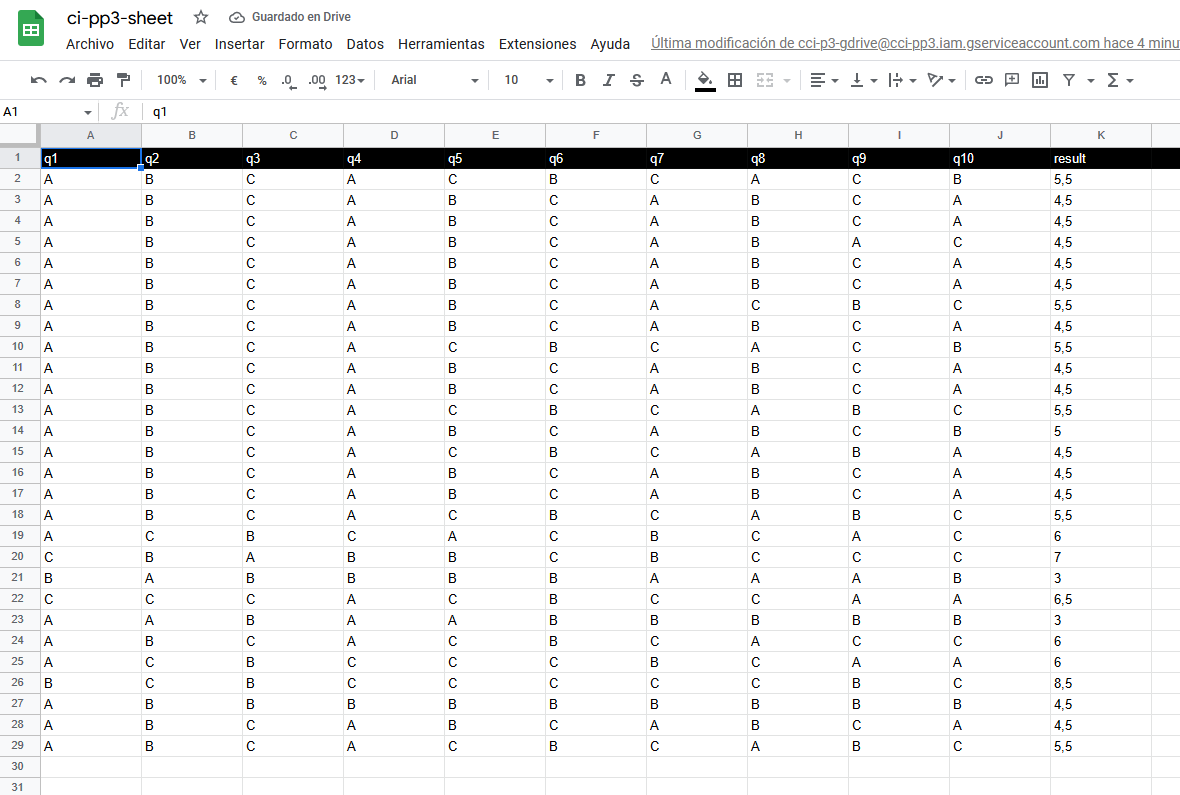 ci-pp3-sheet Guardado en Drive
Archivo Editar Ver Insertar Formato Datos Herramientas Extensiones Ayuda Última modificación de cci-p3-gdrive@cci-pp3.iam.gserviceaccount.com hace 4 minu
100% € % .0 .00 123 Arial 10 B I S A Σ
A1 fx q1
A B C D E F G H I J K
1 q1 q2 q3 q4 q5 q6 q7 q8 q9 q10 result
2 A B C A C B C A C B 5,5
3 A B C A B C A B C A 4,5
4 A B C A B C A B C A 4,5
5 A B C A B C A B A C 4,5
6 A B C A B C A B C A 4,5
7 A B C A B C A B C A 4,5
8 A B C A B C A C B C 5,5
9 A B C A B C A B C A 4,5
10 A B C A C B C A C B 5,5
11 A B C A B C A B C A 4,5
12 A B C A B C A B C A 4,5
13 A B C A C B C A B C 5,5
14 A B C A B C A B C B 5
15 A B C A C B C A B A 4,5
16 A B C A B C A B C A 4,5
17 A B C A B C A B C A 4,5
18 A B C A C B C A B C 5,5
19 A C B C A C B C A C 6
20 C B A B B C B C C C 7
21 B A B B B B A A A B 3
22 C C C A C B C C A A 6,5
23 A A B A A B B B B B 3
24 A B C A C B C A C C 6
25 A C B C C C B C A A 6
26 B C B C C C C C B C 8,5
27 A B B B B B B B B B 4,5
28 A B C A B C A B C A 4,5
29 A B C A C B C A B C 5,5
30
31